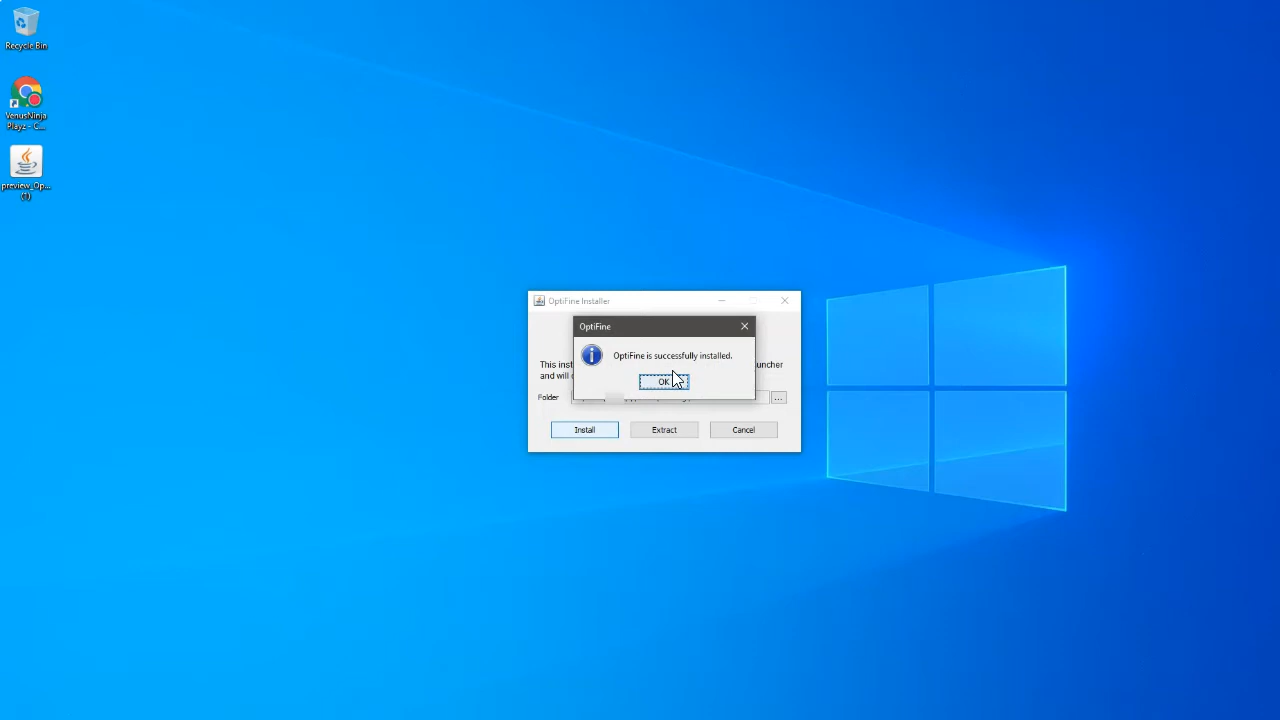 Recycle Bin
VenusNinja
Playz - C...
preview_Op...
(1)
OptiFine Installer
OptiFine
OptiFine is successfully installed.
This inst
uncher
OK
and will
Folder
...
Install
Extract
Cancel